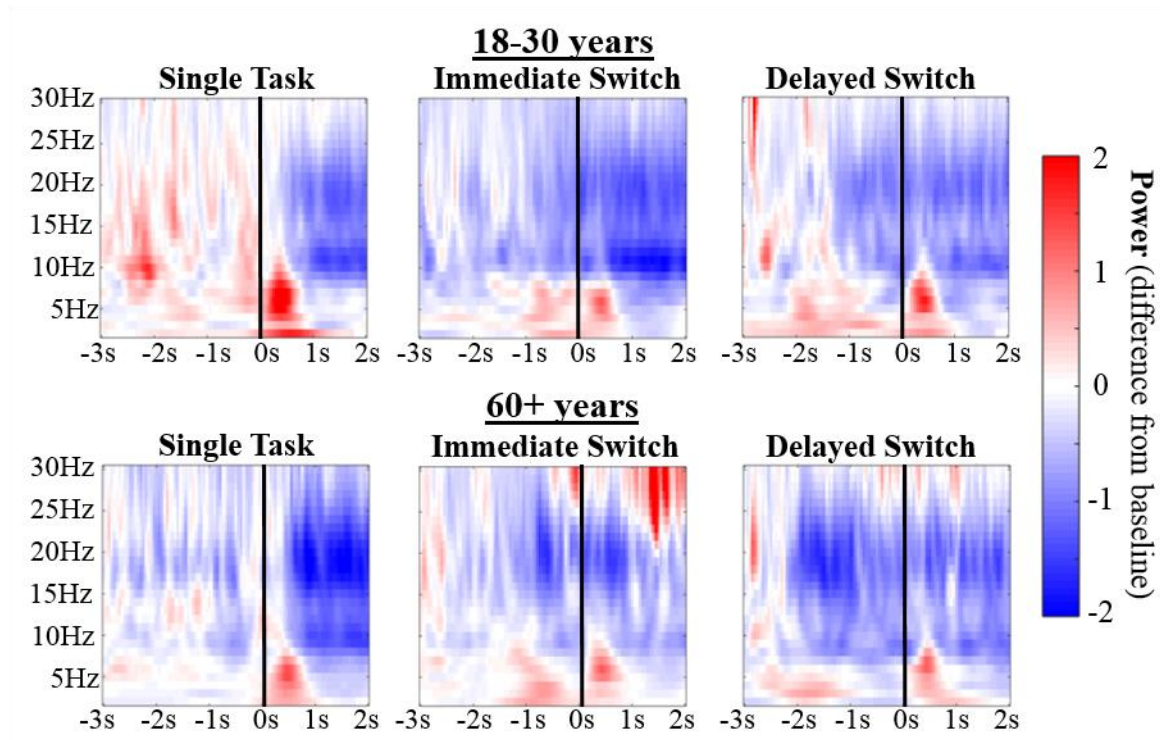 18-30 years
Single Task
Immediate Switch
Delayed Switch
30Hz
25Hz
20Hz
15Hz
10Hz
5Hz
-3s -2s -1s 0s 1s 2s
-3s -2s -1s 0s 1s 2s
-3s -2s -1s 0s 1s 2s
60+ years
Single Task
Immediate Switch
Delayed Switch
30Hz
25Hz
20Hz
15Hz
10Hz
5Hz
-3s -2s -1s 0s 1s 2s
-3s -2s -1s 0s 1s 2s
-3s -2s -1s 0s 1s 2s
2
1
0
-1
-2
Power (difference from baseline)